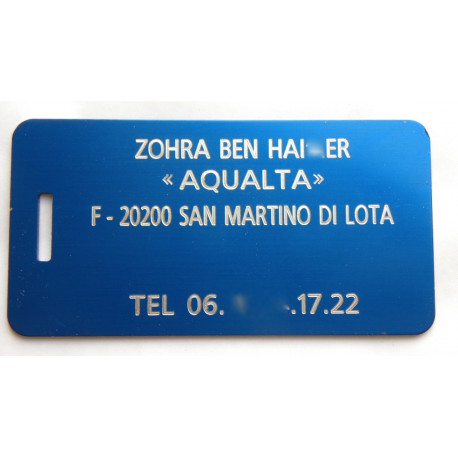 ZOHRA BEN
« AQUALTA »
F - 20200 SAN MARTINO DI LOTA
TEL 06. .17.22